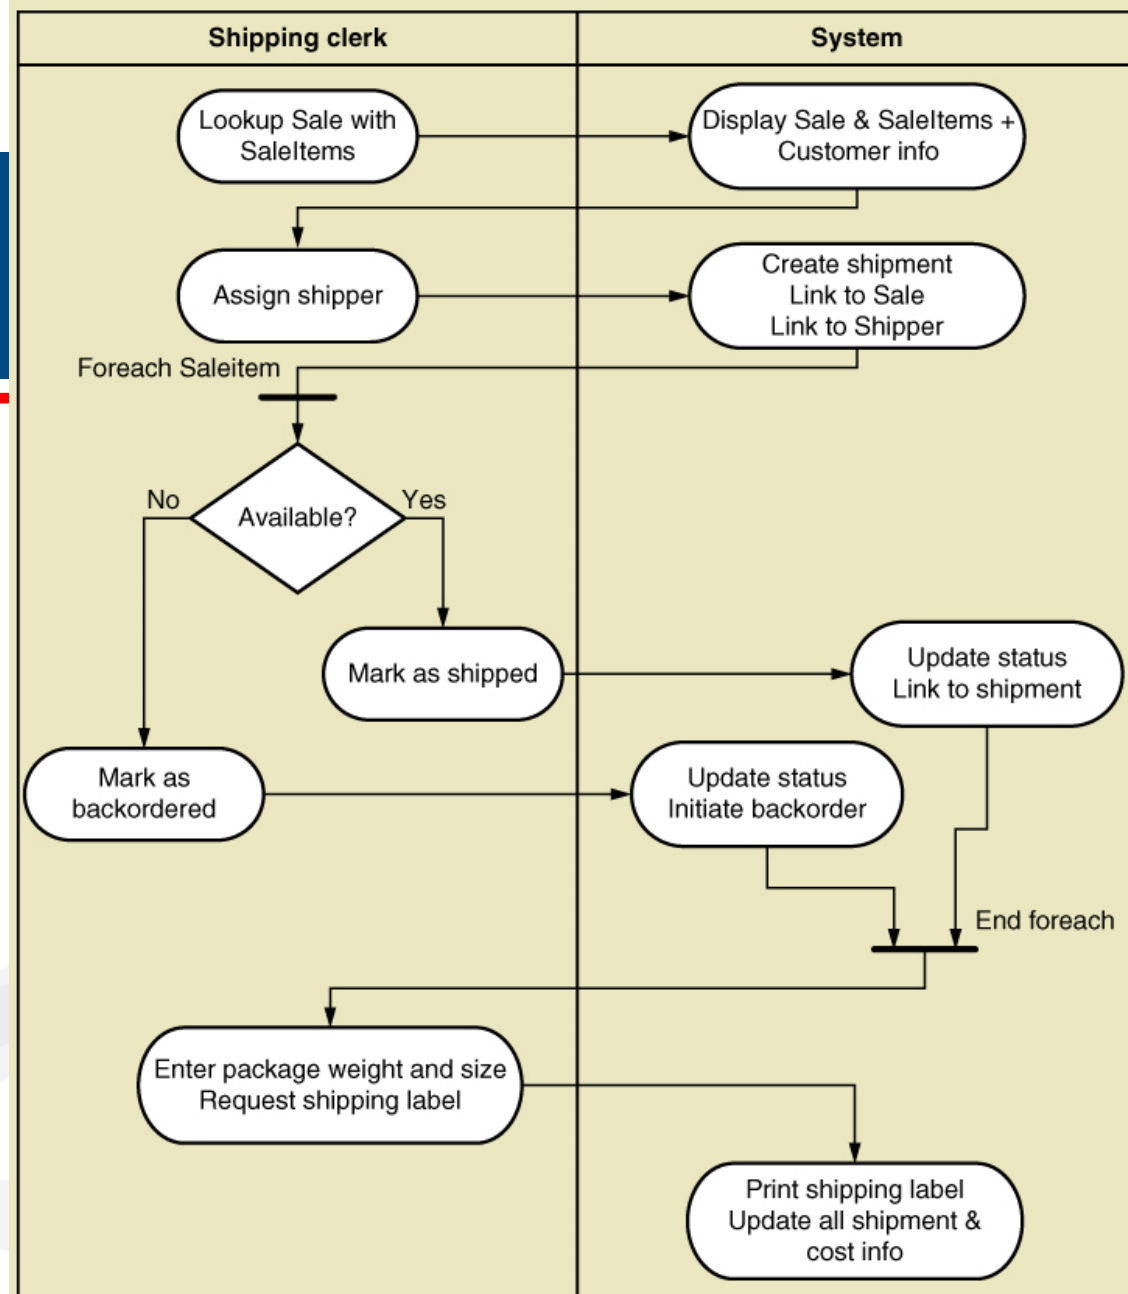 Shipping clerk
System
Lookup Sale with
SaleItems
Display Sale & SaleItems +
Customer info
Assign shipper
Create shipment
Link to Sale
Link to Shipper
Foreach Saleitem
No
Available?
Yes
Mark as shipped
Update status
Link to shipment
Mark as
backordered
Update status
Initiate backorder
End foreach
Enter package weight and size
Request shipping label
Print shipping label
Update all shipment &
cost info